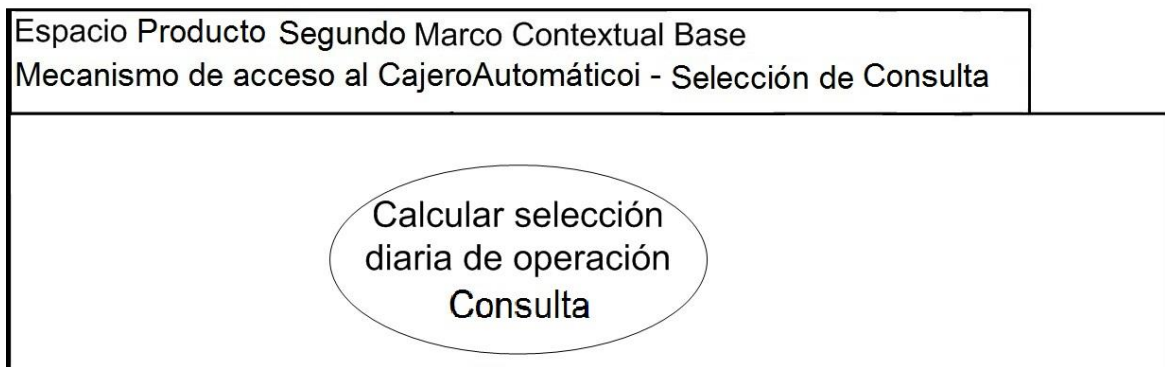 Espacio Producto Segundo Marco Contextual Base
Mecanismo de acceso al CajeroAutomáticoi - Selección de Consulta
Calcular selección
diaria de operación
Consulta